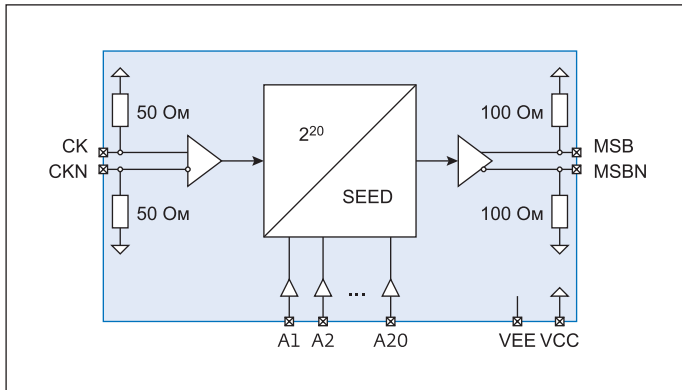 50 Ом
100 Ом
CK
2²⁰
MSB
CKN
MSBN
SEED
50 Ом
100 Ом
...
A1 A2 A20 VEE VCC